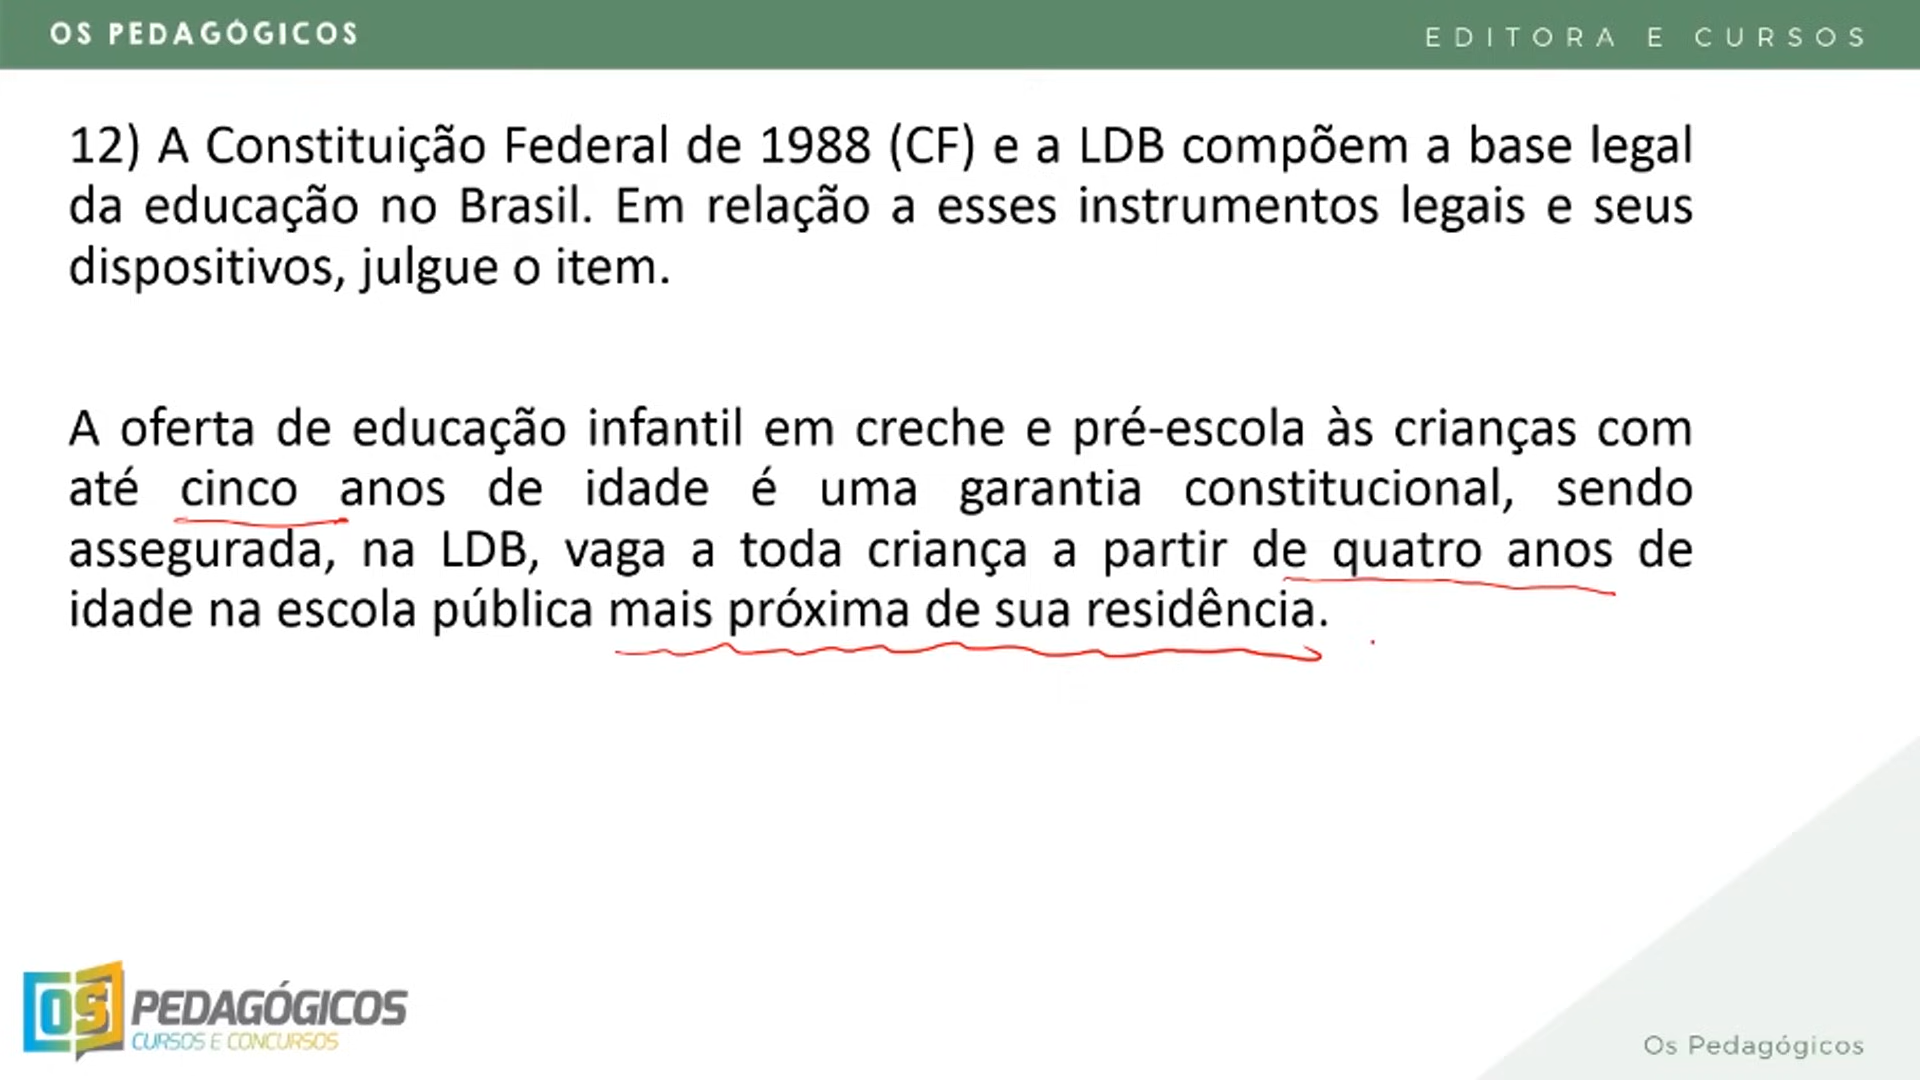 OS PEDAGÓGICOS
EDITORA E CURSOS
12) A Constituição Federal de 1988 (CF) e a LDB compõem a base legal
da educação no Brasil. Em relação a esses instrumentos legais e seus
dispositivos, julgue o item.
A oferta de educação infantil em creche e pré-escola às crianças com
até cinco anos de idade é uma garantia constitucional, sendo
assegurada, na LDB, vaga a toda criança a partir de quatro anos de
idade na escola pública mais próxima de sua residência.
OS PEDAGÓGICOS
CURSOS E CONCURSOS
Os Pedagógicos